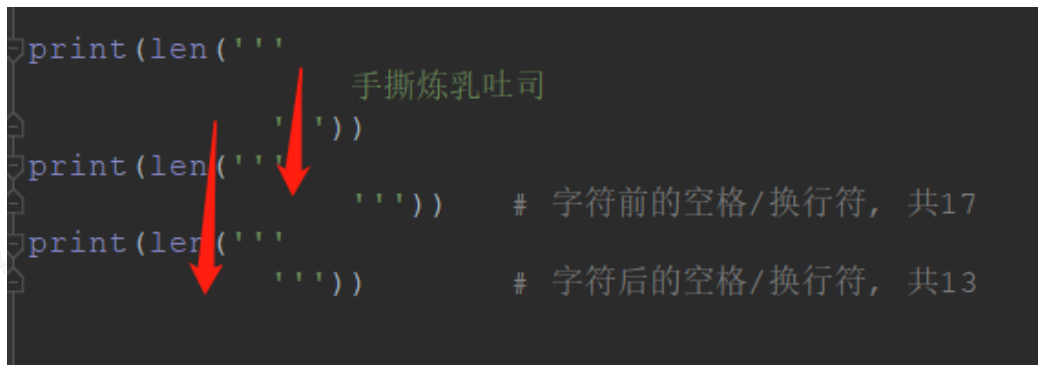 print(len('''
手撕炼乳吐司
'''))
print(len('''
''')) # 字符前的空格/换行符, 共17
print(len('''
''')) # 字符后的空格/换行符, 共13